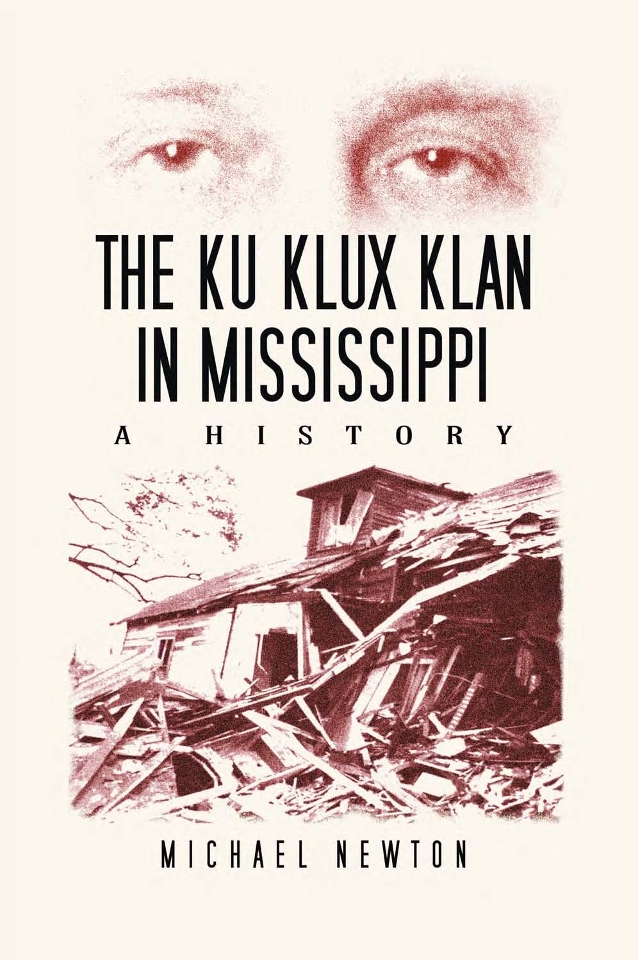 THE KU KLUX KLAN
IN MISSISSIPPI
A HISTORY
MICHAEL NEWTON